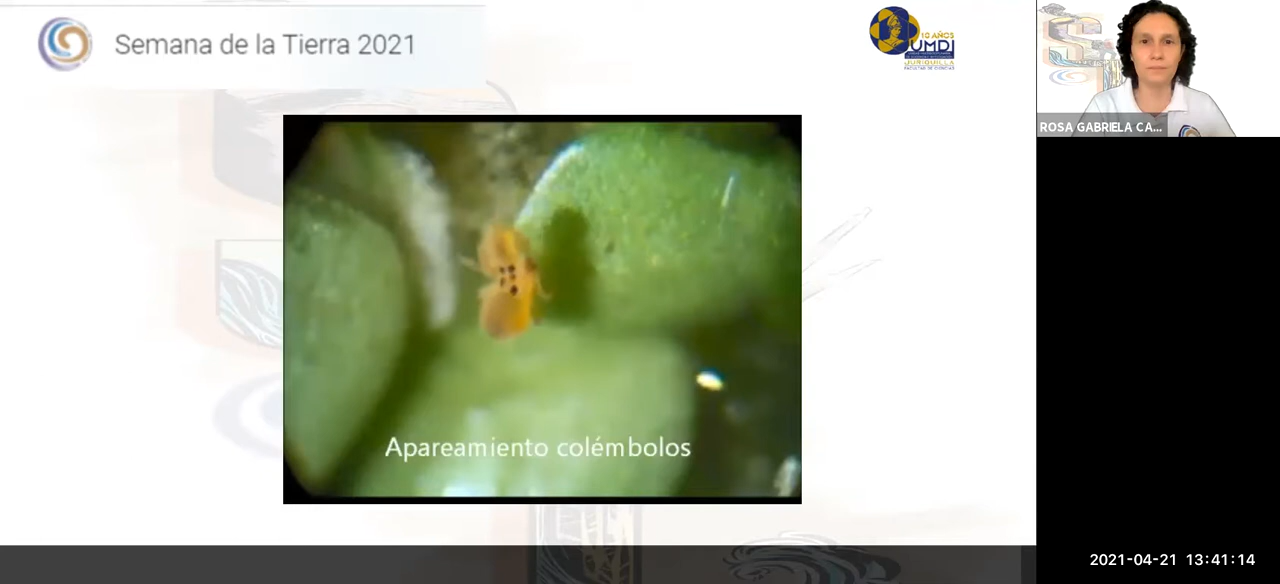 Semana de la Tierra 2021
10 AÑOS
UMDI
JURIQUILLA
FACULTAD DE CIENCIAS
ROSA GABRIELA CA...
Apareamiento colémbolos
2021-04-21 13:41:14